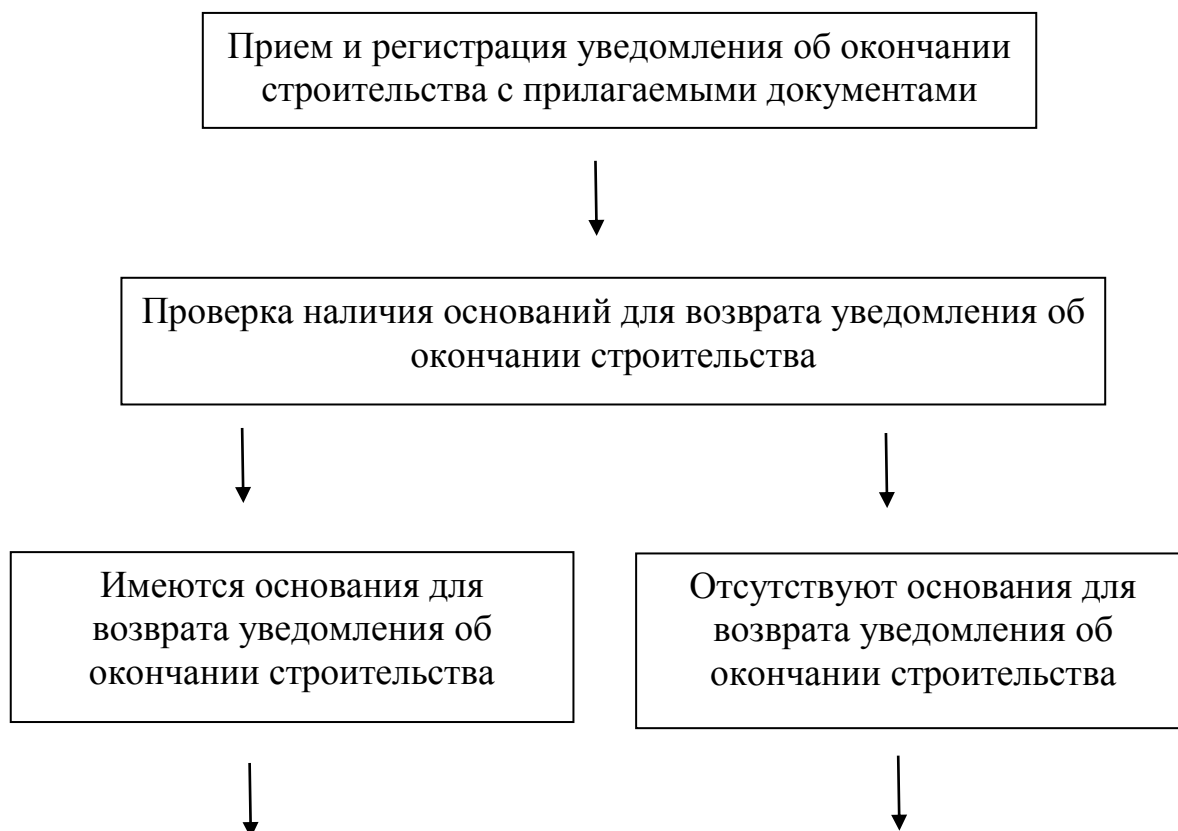 Прием и регистрация уведомления об окончании
строительства с прилагаемыми документами
Проверка наличия оснований для возврата уведомления об
окончании строительства
Имеются основания для
возврата уведомления об
окончании строительства
Отсутствуют основания для
возврата уведомления об
окончании строительства